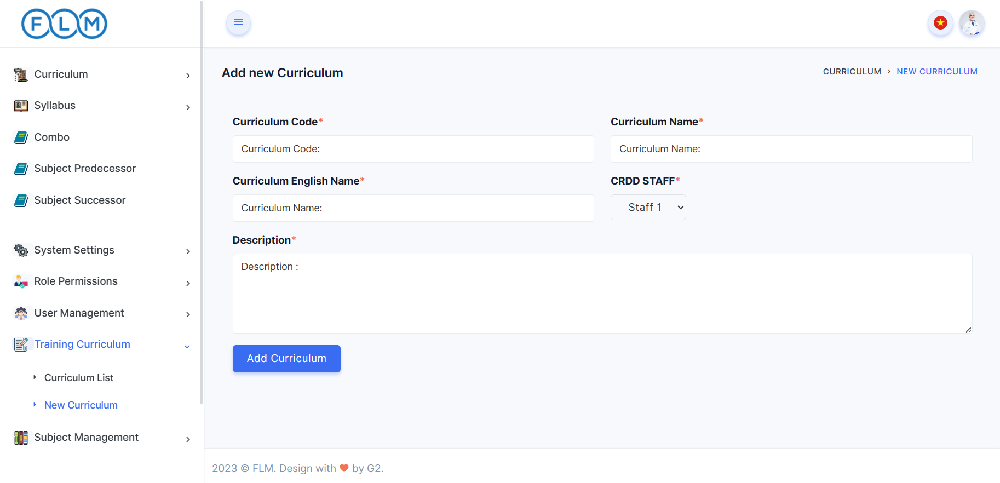 FLM
Curriculum
Syllabus
Combo
Subject Predecessor
Subject Successor
System Settings
Role Permissions
User Management
Training Curriculum
Curriculum List
New Curriculum
Subject Management
Add new Curriculum
CURRICULUM > NEW CURRICULUM
Curriculum Code*
Curriculum Code:
Curriculum Name*
Curriculum Name:
Curriculum English Name*
Curriculum Name:
CRDD STAFF*
Staff 1
Description*
Description :
Add Curriculum
2023 © FLM. Design with ❤ by G2.